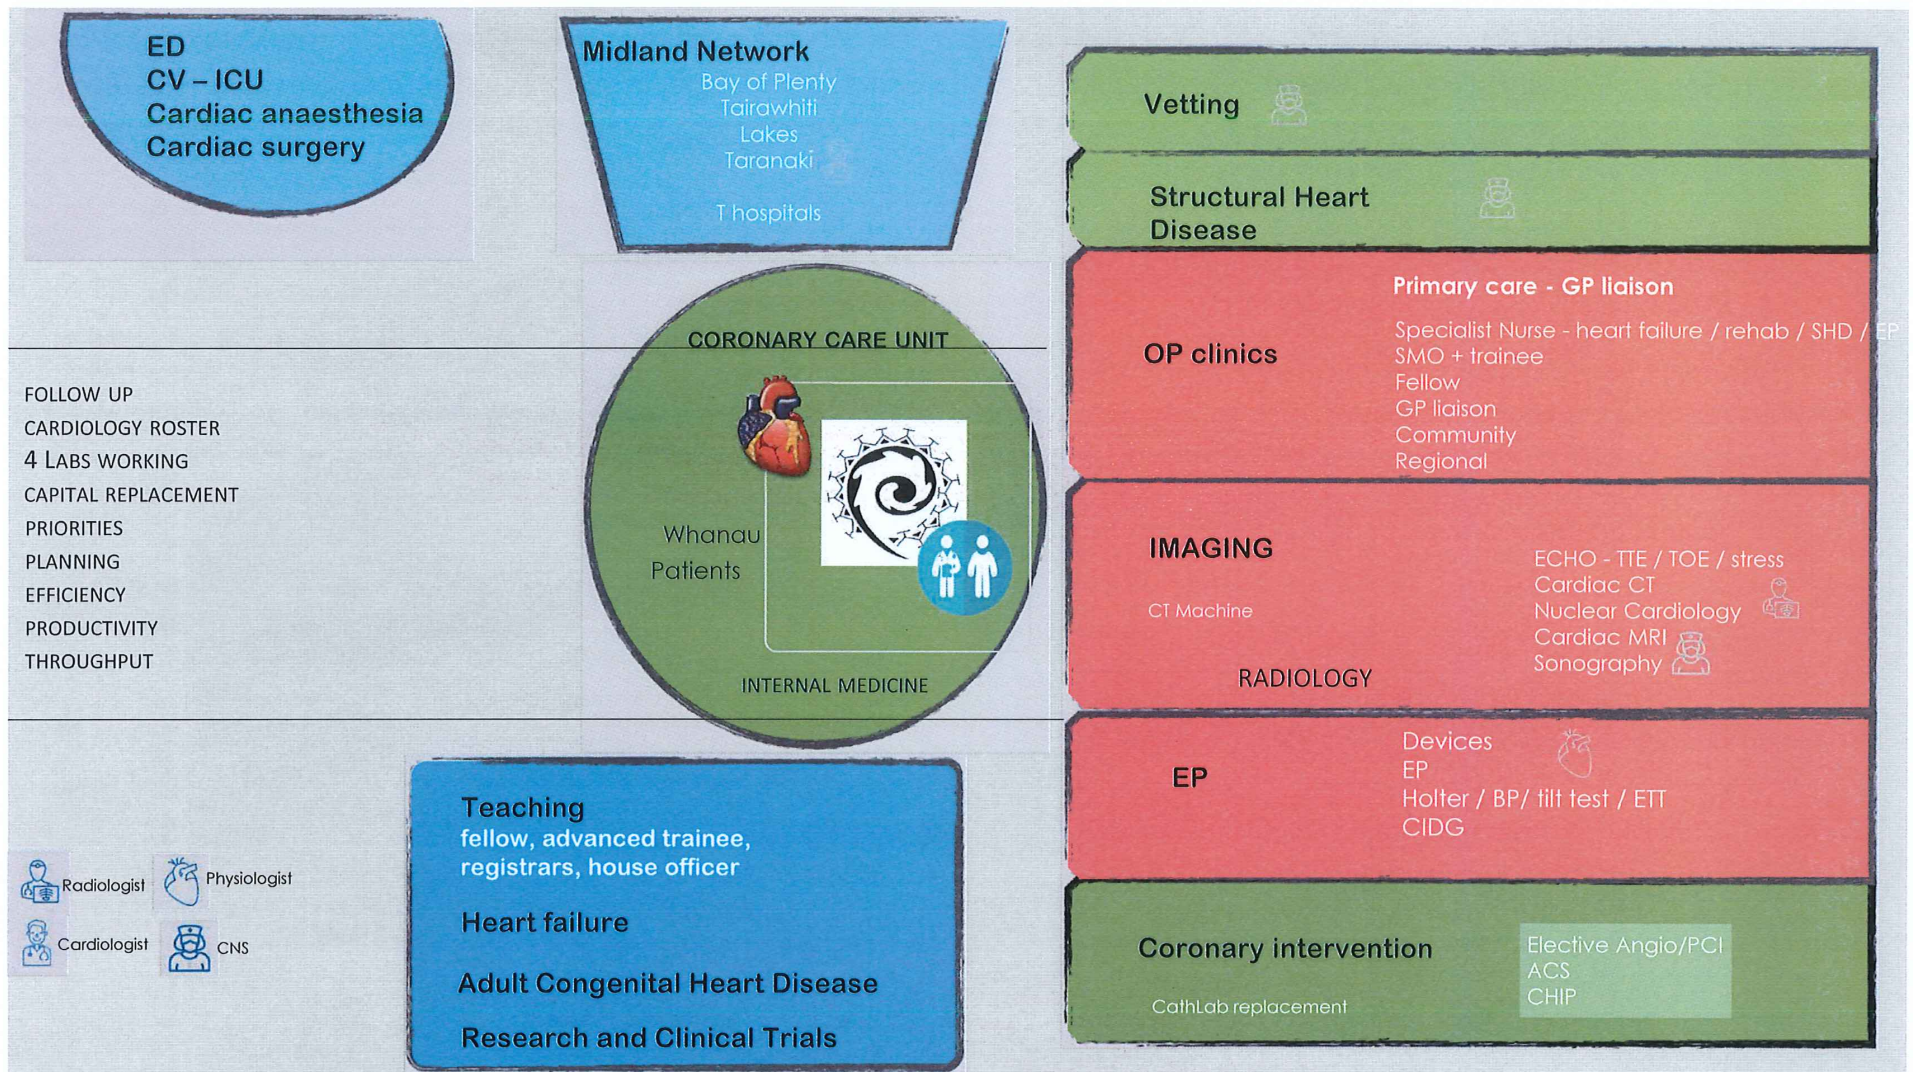 ED
CV – ICU
Cardiac anaesthesia
Cardiac surgery
Midland Network
Bay of Plenty
Tairawhiti
Lakes
Taranaki
T hospitals
Vetting
Structural Heart
Disease
OP clinics
Primary care - GP liaison
Specialist Nurse - heart failure / rehab / SHD / EP
SMO + trainee
Fellow
GP liaison
Community
Regional
CORONARY CARE UNIT
Whanau
Patients
INTERNAL MEDICINE
FOLLOW UP
CARDIOLOGY ROSTER
4 LABS WORKING
CAPITAL REPLACEMENT
PRIORITIES
PLANNING
EFFICIENCY
PRODUCTIVITY
THROUGHPUT
IMAGING
CT Machine
RADIOLOGY
ECHO - TTE / TOE / stress
Cardiac CT
Nuclear Cardiology
Cardiac MRI
Sonography
EP
Devices
EP
Holter / BP/ tilt test / ETT
CIDG
Teaching
fellow, advanced trainee,
registrars, house officer
Heart failure
Adult Congenital Heart Disease
Research and Clinical Trials
Radiologist
Physiologist
Cardiologist
CNS
Coronary intervention
CathLab replacement
Elective Angio/PCI
ACS
CHIP